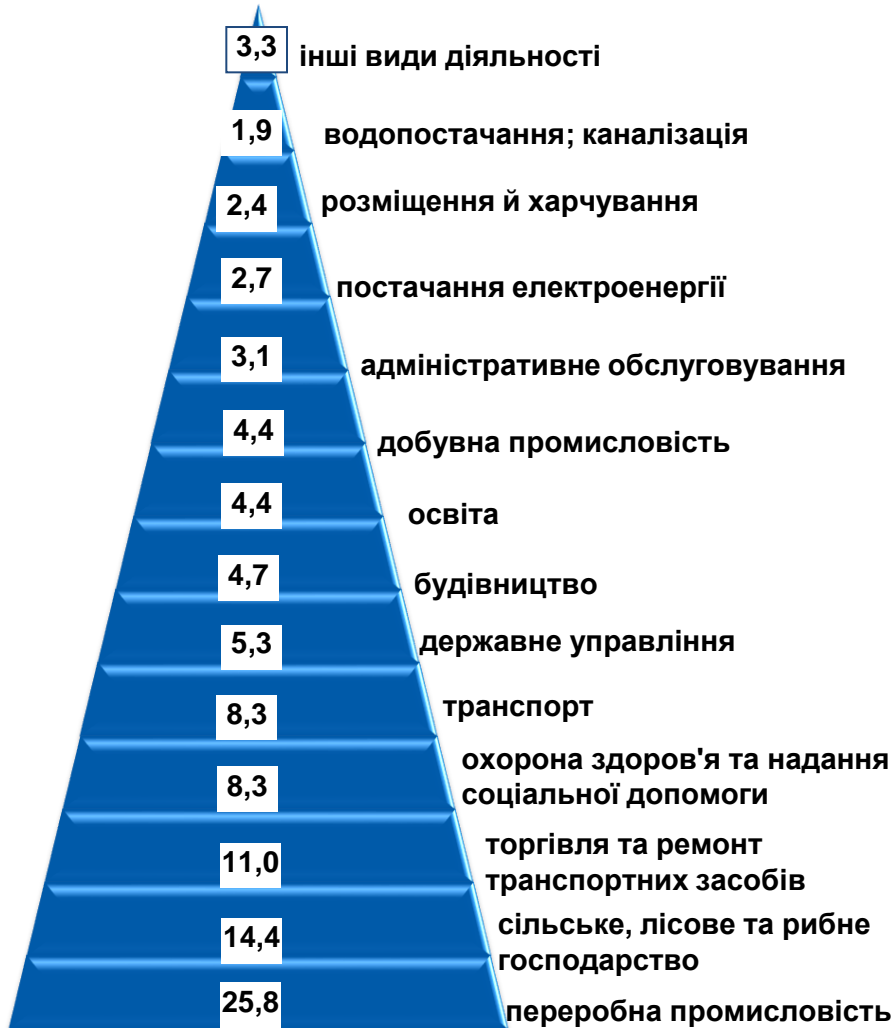 3,3
інші види діяльності
1,9
водопостачання; каналізація
2,4
розміщення й харчування
2,7
постачання електроенергії
3,1
адміністративне обслуговування
4,4
добувна промисловість
4,4
освіта
4,7
будівництво
5,3
державне управління
8,3
транспорт
8,3
охорона здоров'я та надання
соціальної допомоги
11,0
торгівля та ремонт
транспортних засобів
14,4
сільське, лісове та рибне
господарство
25,8
переробна промисловість